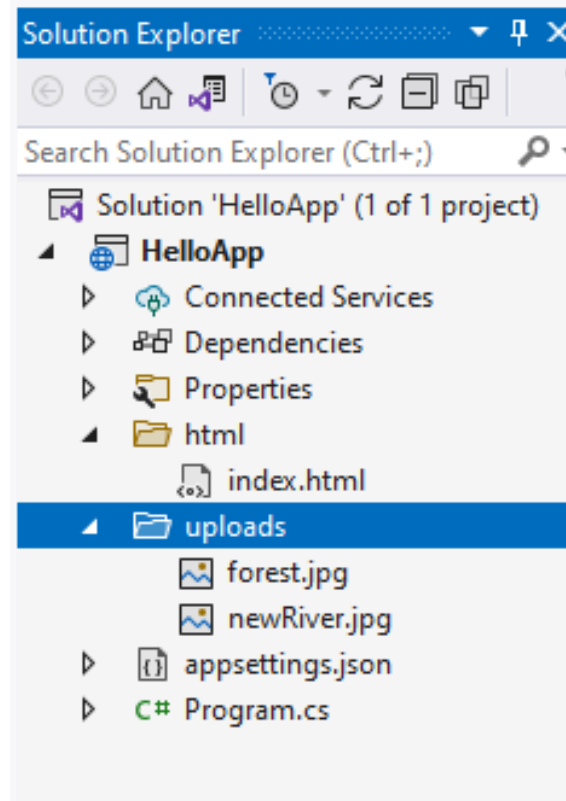 Solution Explorer
Search Solution Explorer (Ctrl+;)
Solution 'HelloApp' (1 of 1 project)
HelloApp
Connected Services
Dependencies
Properties
html
index.html
uploads
forest.jpg
newRiver.jpg
appsettings.json
C# Program.cs